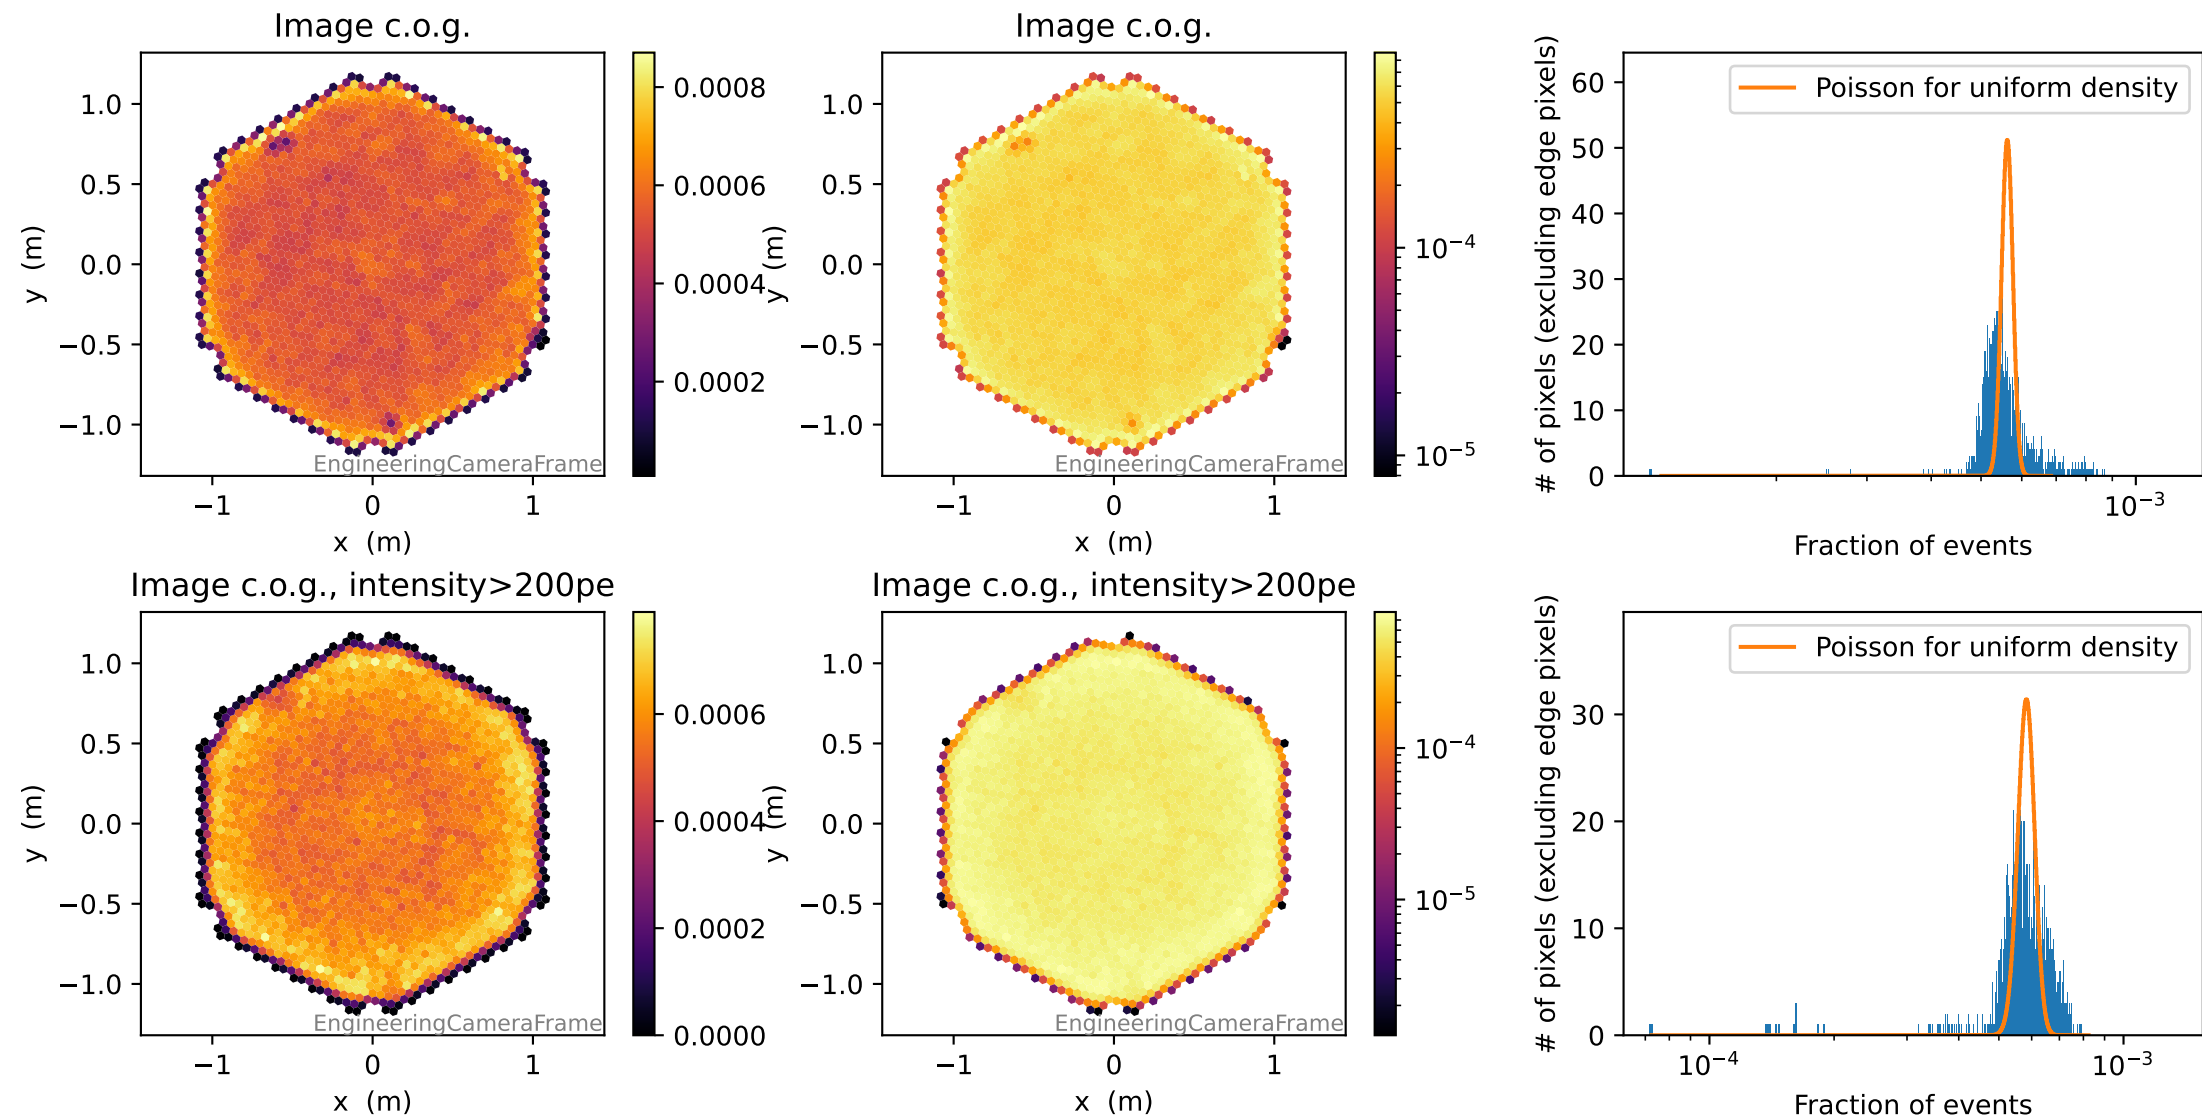 Image c.o.g.
1.0
0.5
0.0
−0.5
−1.0
y (m)
−1
0
1
x (m)
EngineeringCameraFrame
0.0008
0.0006
0.0004
0.0002
Image c.o.g.
1.0
0.5
0.0
−0.5
−1.0
y (m)
−1
0
1
x (m)
EngineeringCameraFrame
10⁻⁴
10⁻⁵
# of pixels (excluding edge pixels)
60
50
40
30
20
10
0
Poisson for uniform density
10⁻³
Fraction of events
Image c.o.g., intensity>200pe
1.0
0.5
0.0
−0.5
−1.0
y (m)
−1
0
1
x (m)
EngineeringCameraFrame
0.0006
0.0004
0.0002
0.0000
Image c.o.g., intensity>200pe
1.0
0.5
0.0
−0.5
−1.0
y (m)
−1
0
1
x (m)
EngineeringCameraFrame
10⁻⁴
10⁻⁵
# of pixels (excluding edge pixels)
30
20
10
0
Poisson for uniform density
10⁻⁴
10⁻³
Fraction of events